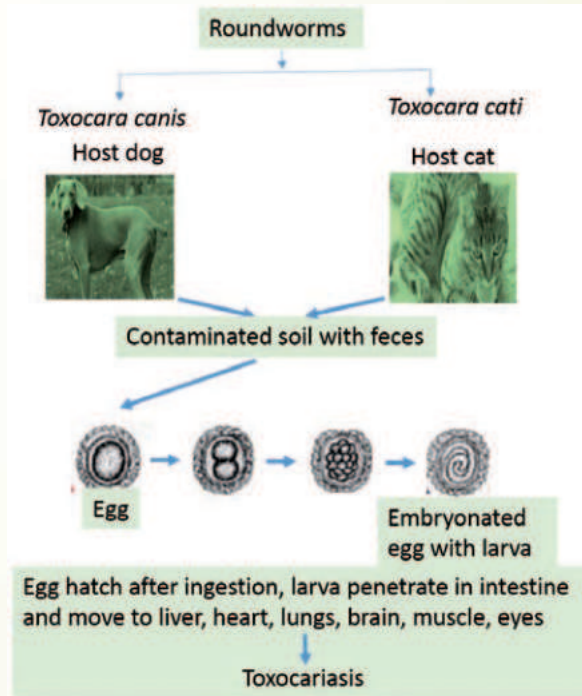 Roundworms
Toxocara canis
Toxocara cati
Host dog
Host cat
Contaminated soil with feces
Egg
Embryonated
egg with larva
Egg hatch after ingestion, larva penetrate in intestine
and move to liver, heart, lungs, brain, muscle, eyes
Toxocariasis